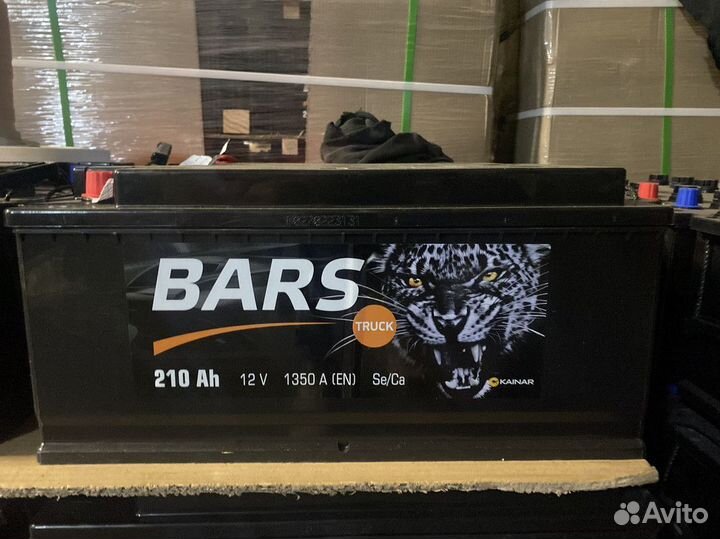 BARS
TRUCK
210 Ah 12 V 1350 A (EN) Se/Ca
KAINAR
Avito